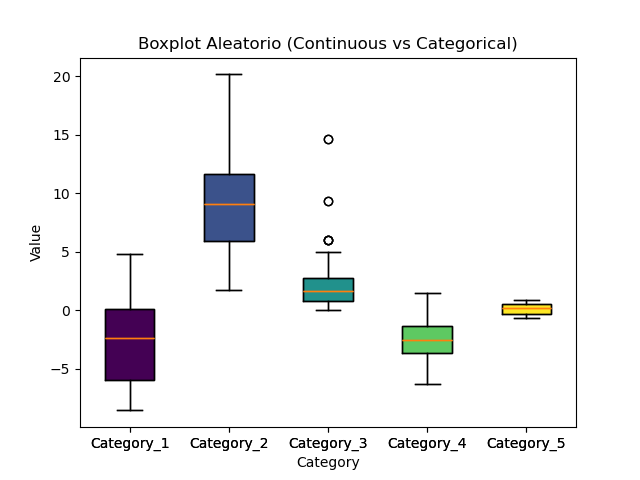 Boxplot Aleatorio (Continuous vs Categorical)
Value
20
15
10
5
0
−5
Category_1 Category_2 Category_3 Category_4 Category_5
Category